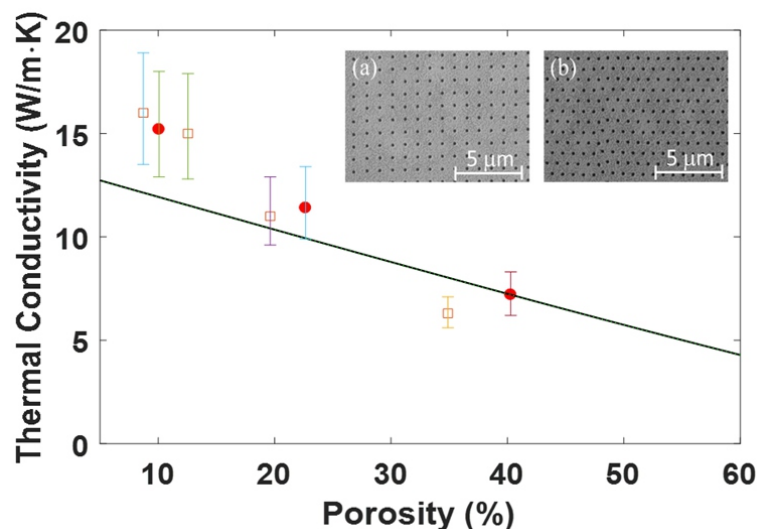 20
15
10
5
0
Thermal Conductivity (W/m·K)
(a)
5 μm
(b)
5 μm
10
20
30
40
50
60
Porosity (%)